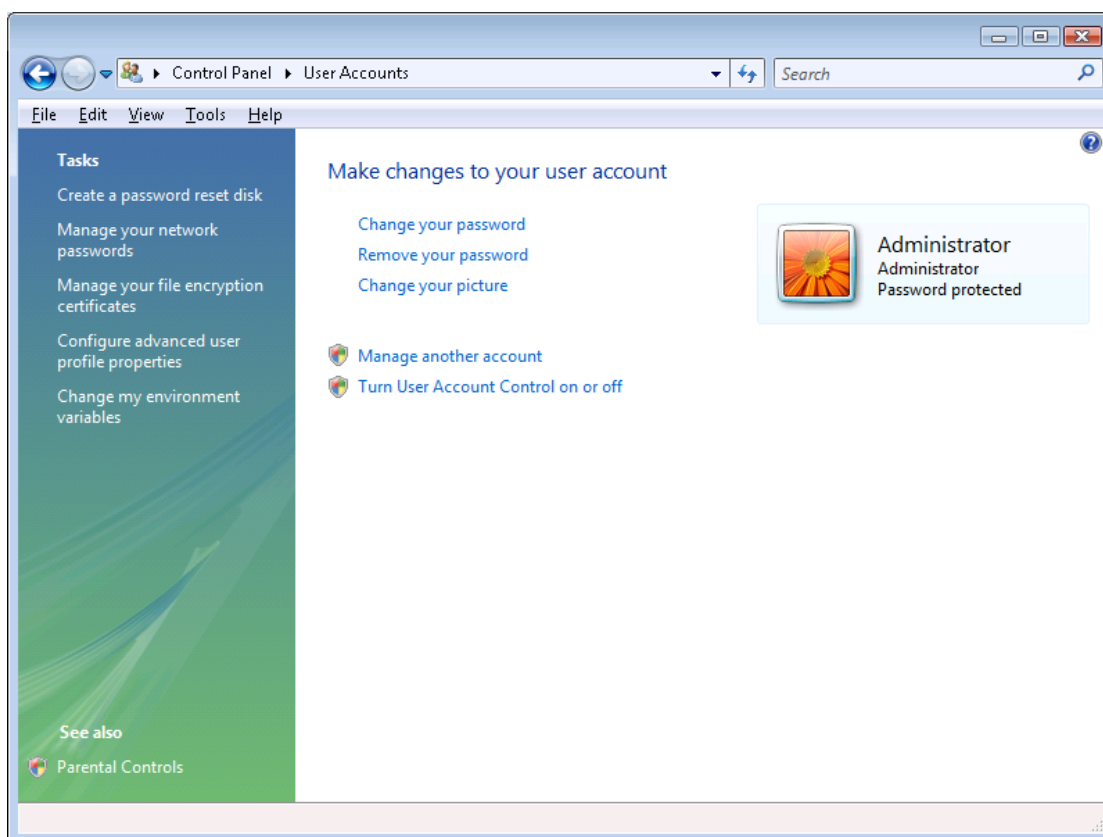 Control Panel User Accounts
Search
File Edit View Tools Help
Tasks
Create a password reset disk
Manage your network
passwords
Manage your file encryption
certificates
Configure advanced user
profile properties
Change my environment
variables
See also
Parental Controls
Make changes to your user account
Change your password
Remove your password
Change your picture
Manage another account
Turn User Account Control on or off
Administrator
Administrator
Password protected